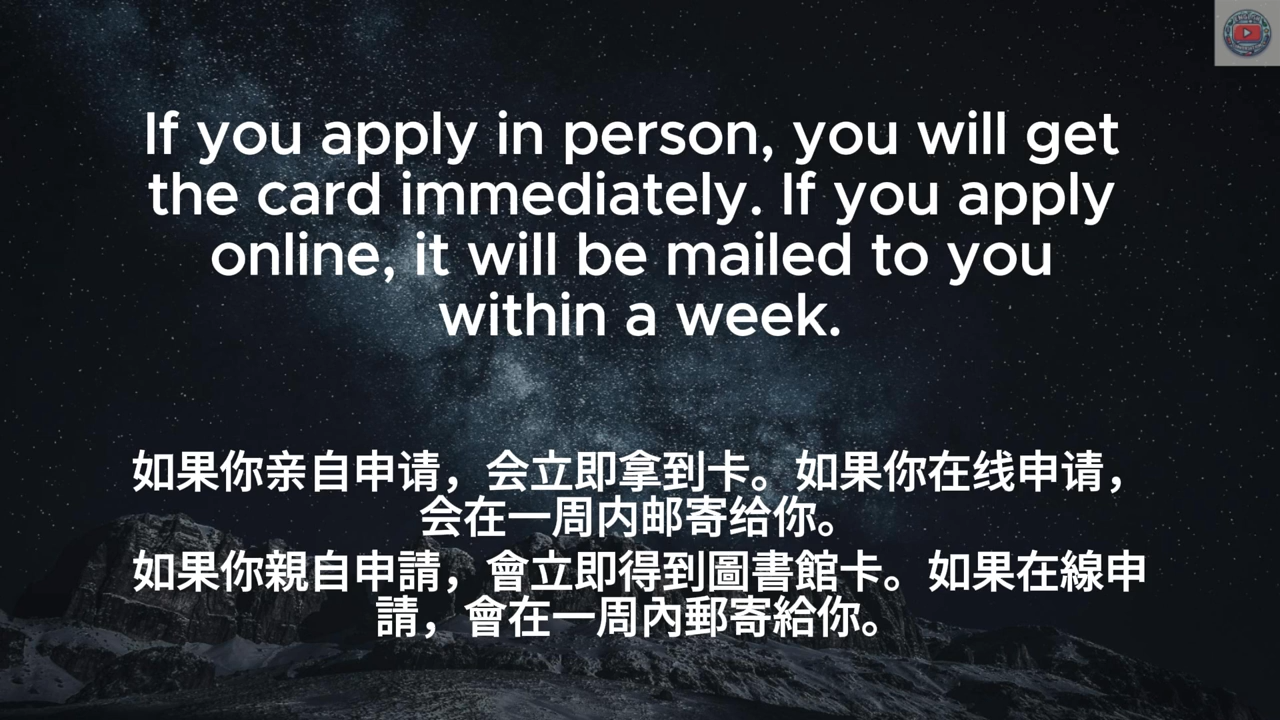 If you apply in person, you will get
the card immediately. If you apply
online, it will be mailed to you
within a week.
如果你亲自申请，会立即拿到卡。如果你在线申请，
会在一周内邮寄给你。
如果你親自申請，會立即得到圖書館卡。如果在線申
請，會在一周內郵寄給你。